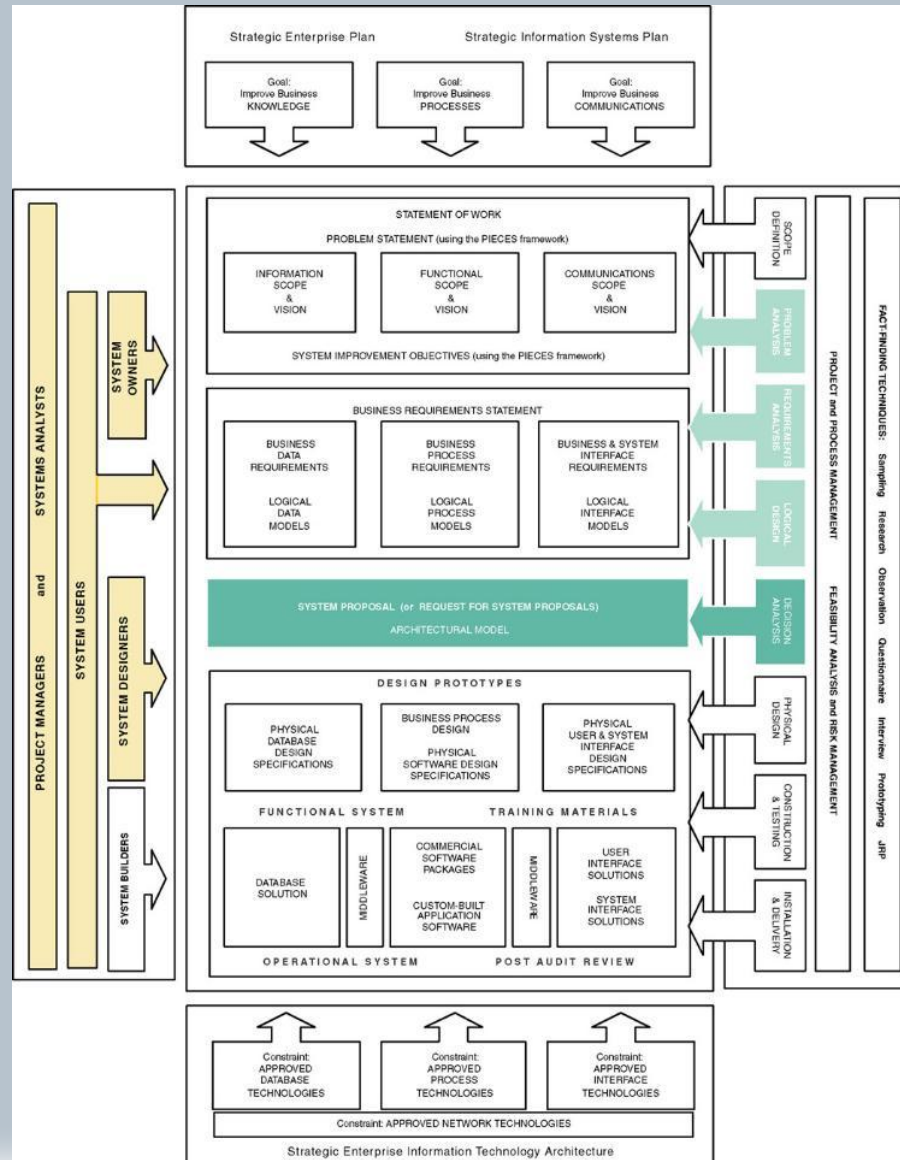 Strategic Enterprise Plan
Strategic Information Systems Plan
Goal:
Improve Business
KNOWLEDGE
Goal:
Improve Business
PROCESSES
Goal:
Improve Business
COMMUNICATIONS
PROJECT MANAGERS and SYSTEMS ANALYSTS
SYSTEM USERS
SYSTEM
OWNERS
SYSTEM DESIGNERS
SYSTEM BUILDERS
STATEMENT OF WORK
PROBLEM STATEMENT (using the PIECES framework)
INFORMATION
SCOPE
&
VISION
FUNCTIONAL
SCOPE
&
VISION
COMMUNICATIONS
SCOPE
&
VISION
SYSTEM IMPROVEMENT OBJECTIVES (using the PIECES framework)
BUSINESS REQUIREMENTS STATEMENT
BUSINESS
DATA
REQUIREMENTS
LOGICAL
DATA
MODELS
BUSINESS
PROCESS
REQUIREMENTS
LOGICAL
PROCESS
MODELS
BUSINESS & SYSTEM
INTERFACE
REQUIREMENTS
LOGICAL
INTERFACE
MODELS
SYSTEM PROPOSAL (or REQUEST FOR SYSTEM PROPOSALS)
ARCHITECTURAL MODEL
DESIGN PROTOTYPES
PHYSICAL
DATABASE
DESIGN
SPECIFICATIONS
BUSINESS PROCESS
DESIGN
PHYSICAL
SOFTWARE DESIGN
SPECIFICATIONS
PHYSICAL
USER & SYSTEM
INTERFACE
DESIGN
SPECIFICATIONS
FUNCTIONAL SYSTEM
TRAINING MATERIALS
DATABASE
SOLUTION
MIDDLEWARE
COMMERCIAL
SOFTWARE
PACKAGES
CUSTOM-BUILT
APPLICATION
SOFTWARE
MIDDLEWARE
USER
INTERFACE
SOLUTIONS
SYSTEM
INTERFACE
SOLUTIONS
OPERATIONAL SYSTEM
POST AUDIT REVIEW
SCOPE
DEFINITION
PROBLEM
ANALYSIS
REQUIREMENTS
ANALYSIS
LOGICAL
DESIGN
DECISION
ANALYSIS
PHYSICAL
DESIGN
CONSTRUCTION
& TESTING
INSTALLATION
& DELIVERY
PROJECT and PROCESS MANAGEMENT
FEASIBILITY ANALYSIS and RISK MANAGEMENT
FACT-FINDING TECHNIQUES: Sampling Research Observation Questionnaire Interview Prototyping JRP
Constraint:
APPROVED
DATABASE
TECHNOLOGIES
Constraint:
APPROVED
PROCESS
TECHNOLOGIES
Constraint:
APPROVED
INTERFACE
TECHNOLOGIES
Constraint: APPROVED NETWORK TECHNOLOGIES
Strategic Enterprise Information Technology Architecture